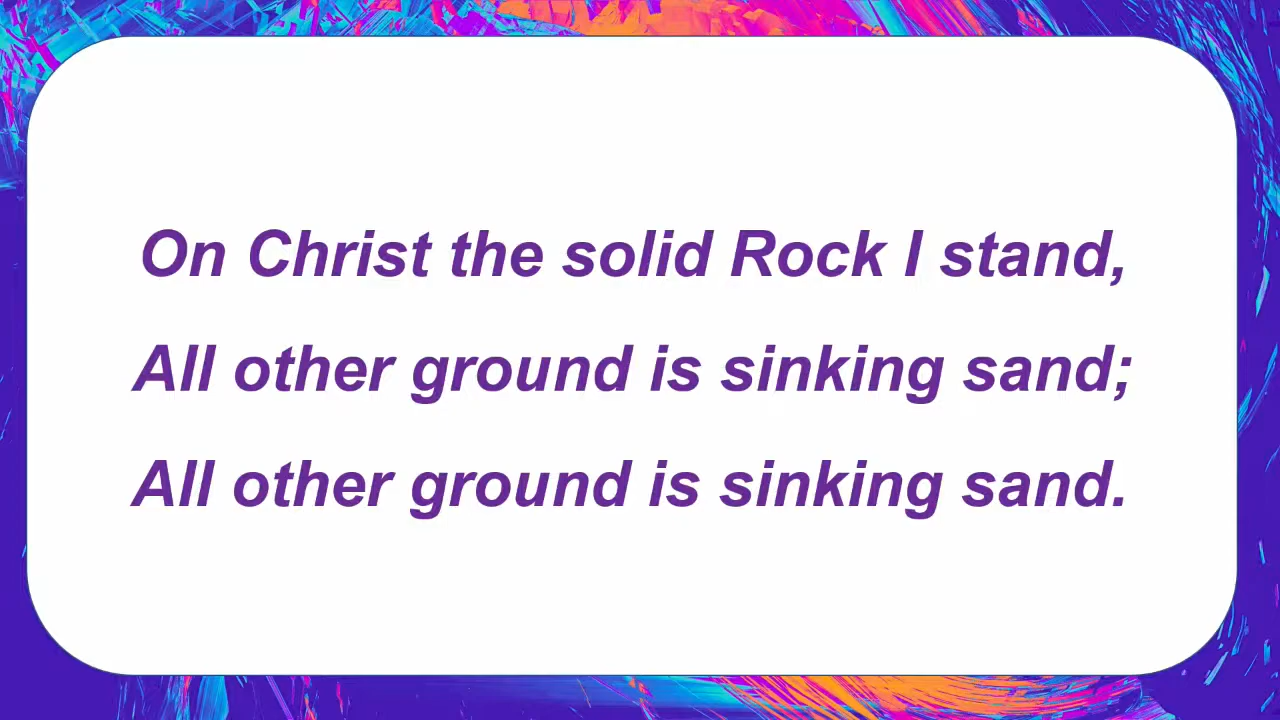 On Christ the solid Rock I stand,
All other ground is sinking sand;
All other ground is sinking sand.